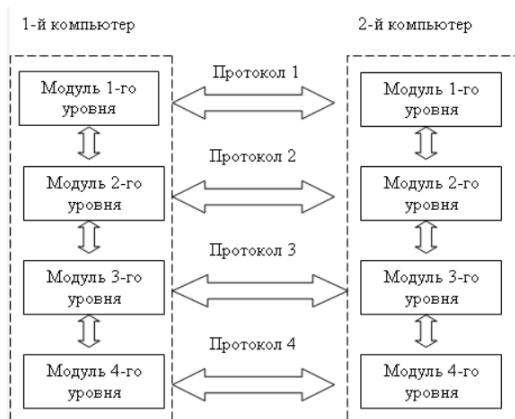 1-й компьютер
2-й компьютер
Модуль 1-го
уровня
Протокол 1
Модуль 1-го
уровня
Модуль 2-го
уровня
Протокол 2
Модуль 2-го
уровня
Модуль 3-го
уровня
Протокол 3
Модуль 3-го
уровня
Модуль 4-го
уровня
Протокол 4
Модуль 4-го
уровня